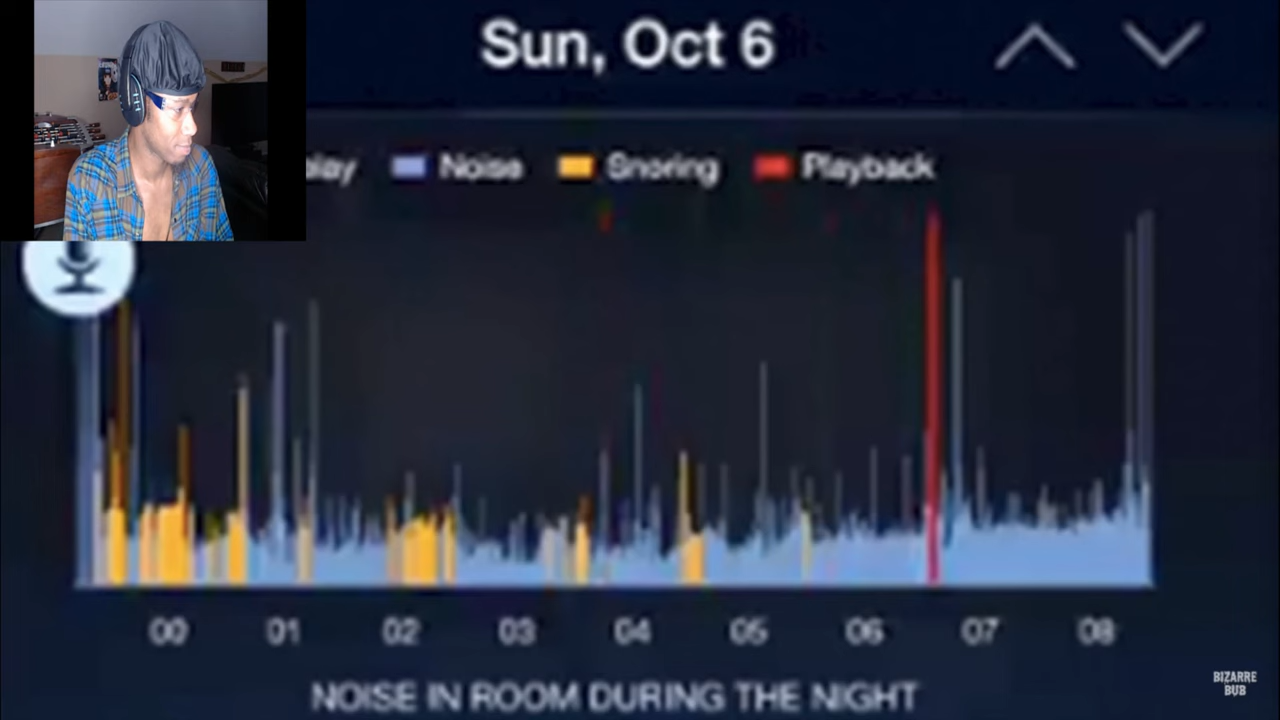 Sun, Oct 6
Noise
Snoring
Playback
00 01 02 03 04 05 06 07 08
NOISE IN ROOM DURING THE NIGHT
BIZARRE
BUB